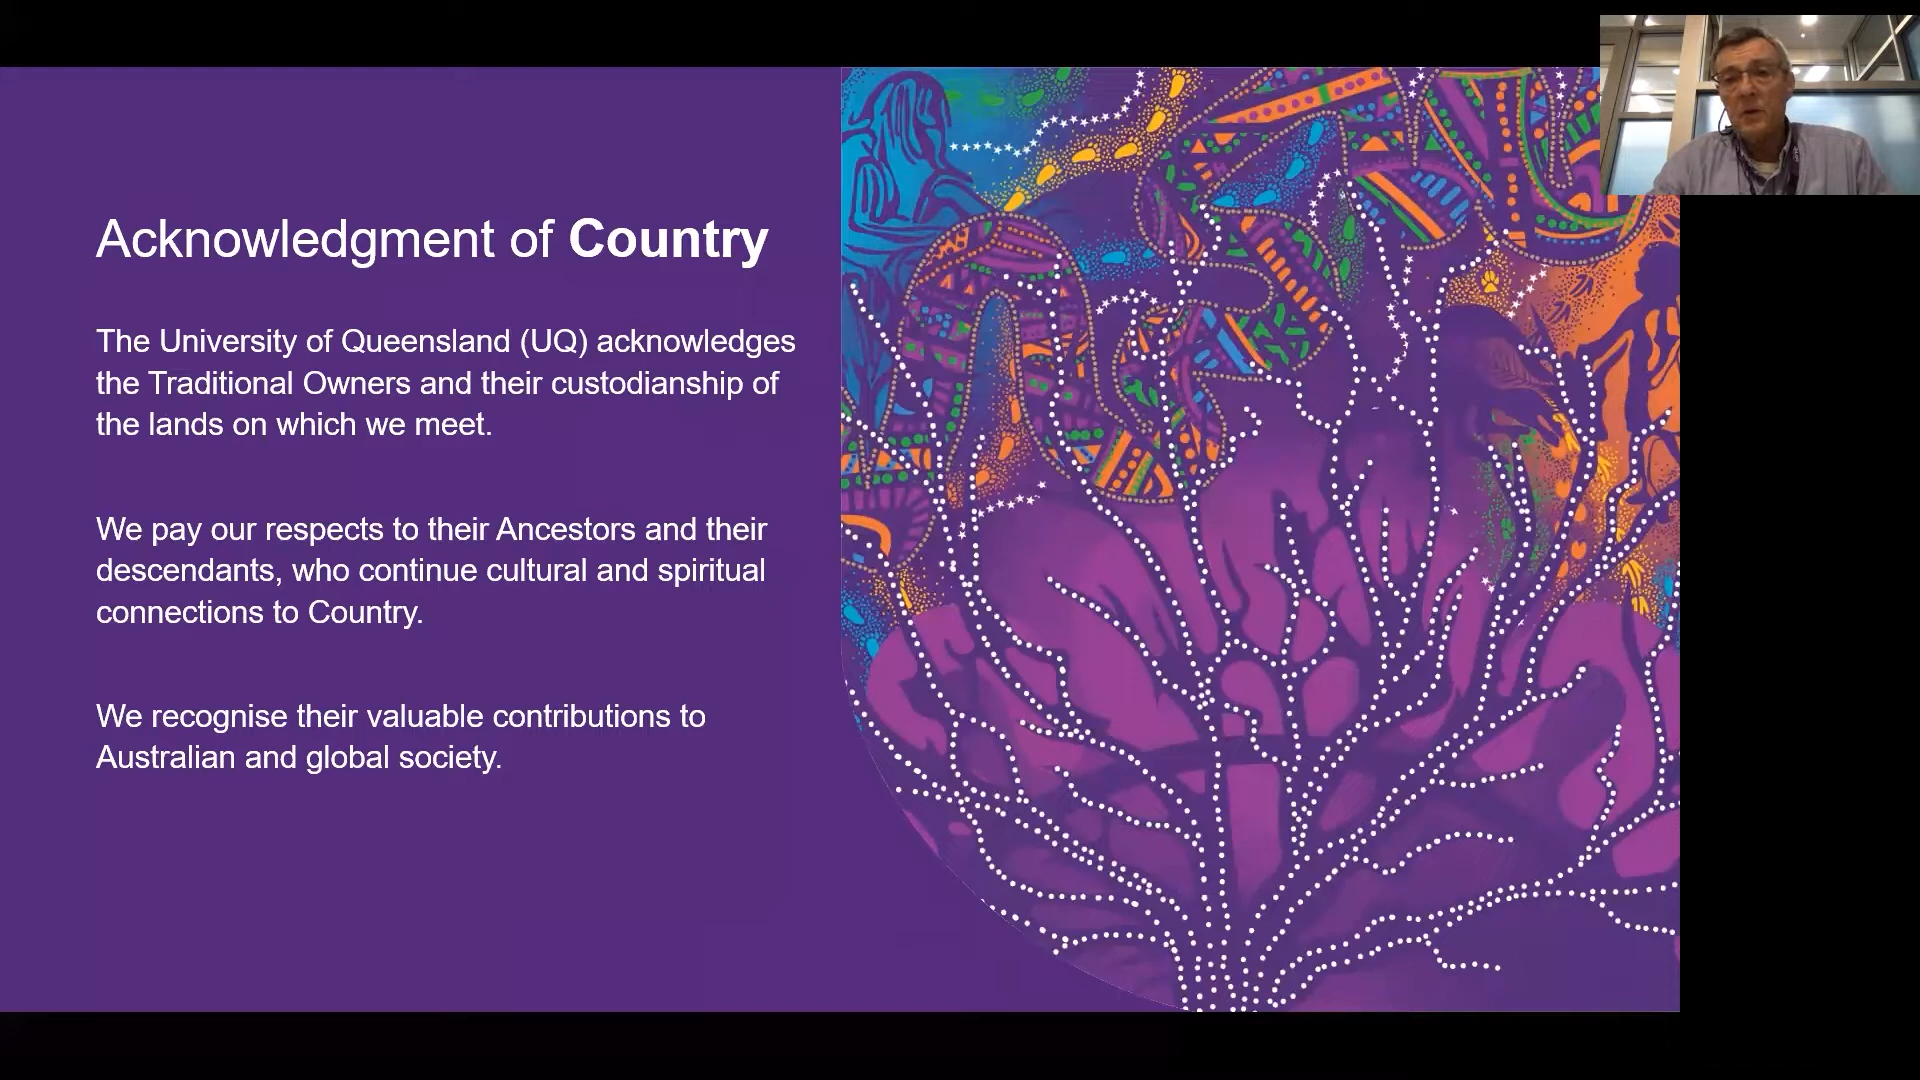 Acknowledgment of Country
The University of Queensland (UQ) acknowledges
the Traditional Owners and their custodianship of
the lands on which we meet.
We pay our respects to their Ancestors and their
descendants, who continue cultural and spiritual
connections to Country.
We recognise their valuable contributions to
Australian and global society.